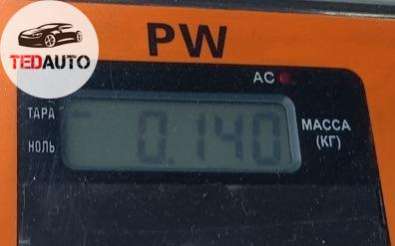 TEDAUTO
PW
AC
ТАРА
НОЛЬ
0.140
МАССА
(КГ)